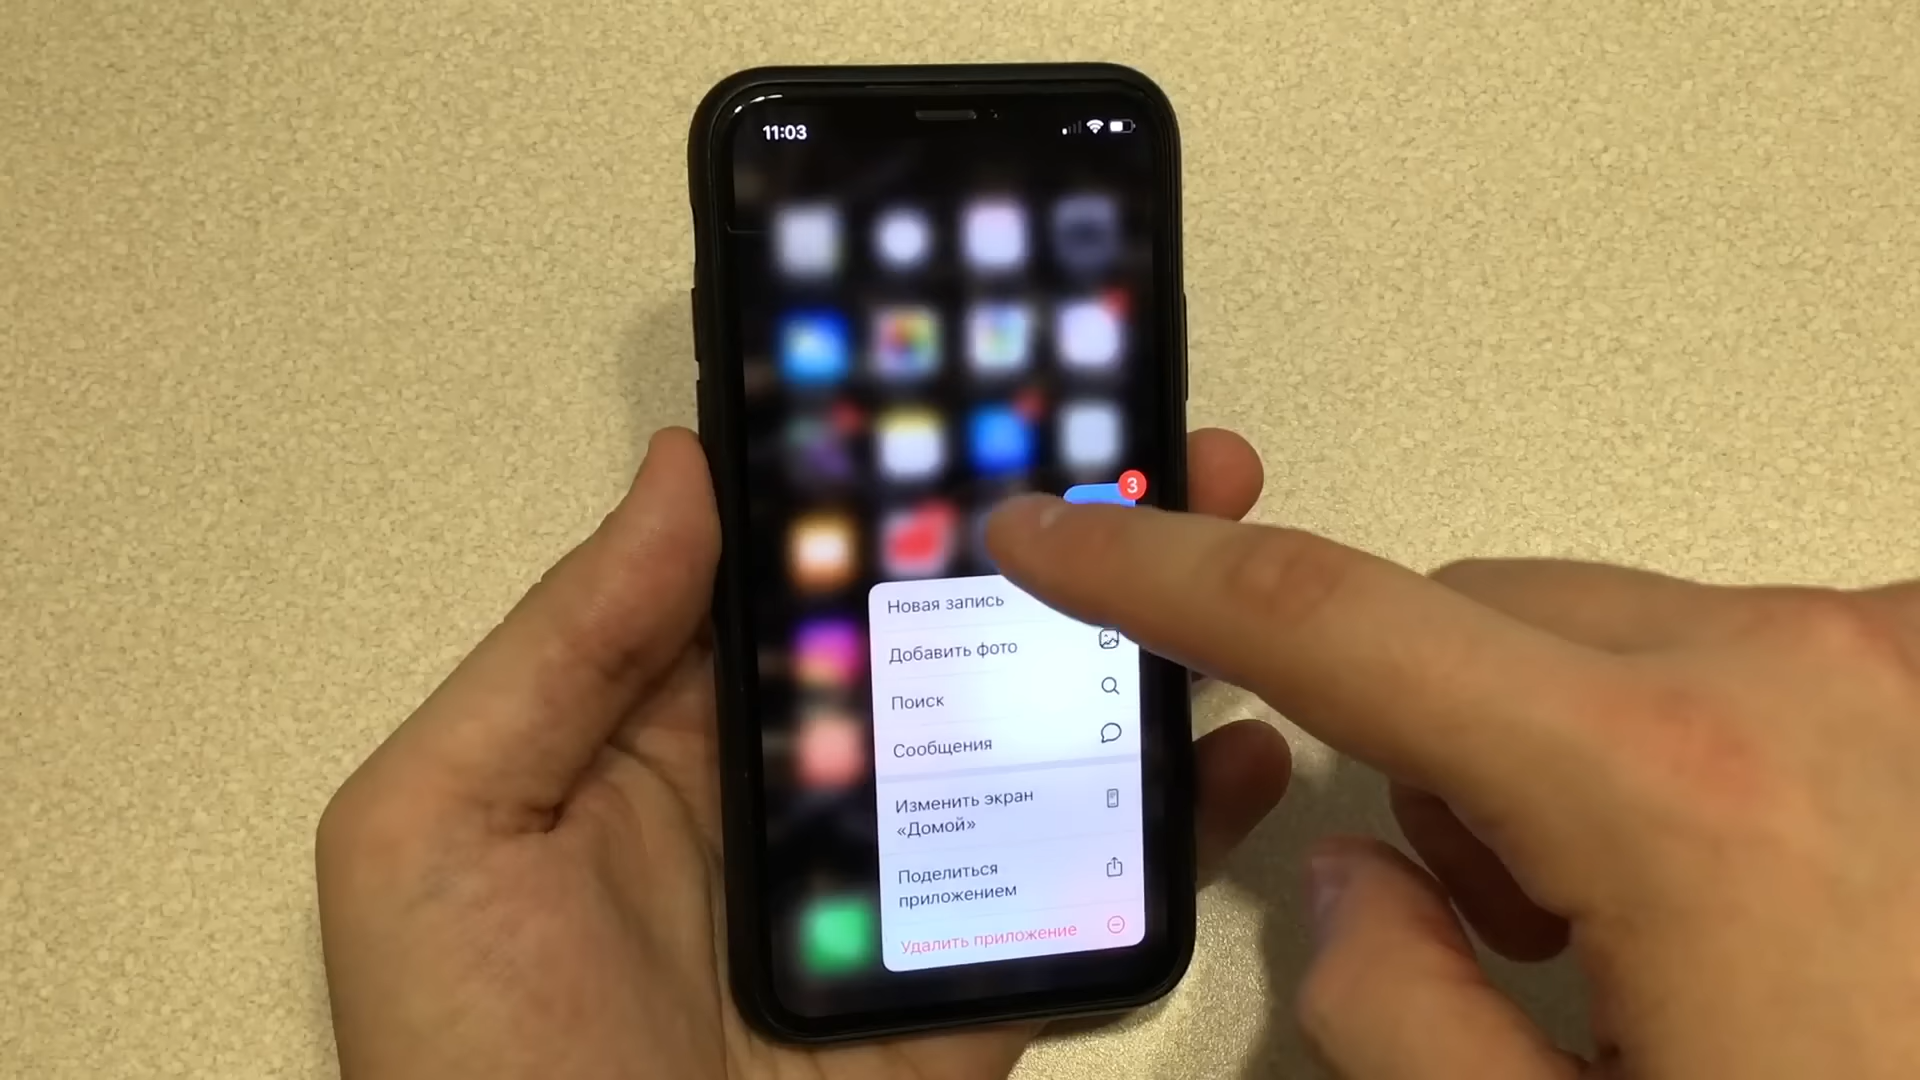 11:03
3
Новая запись
Добавить фото
Поиск
Сообщения
Изменить экран
«Домой»
Поделиться
приложением
Удалить приложение